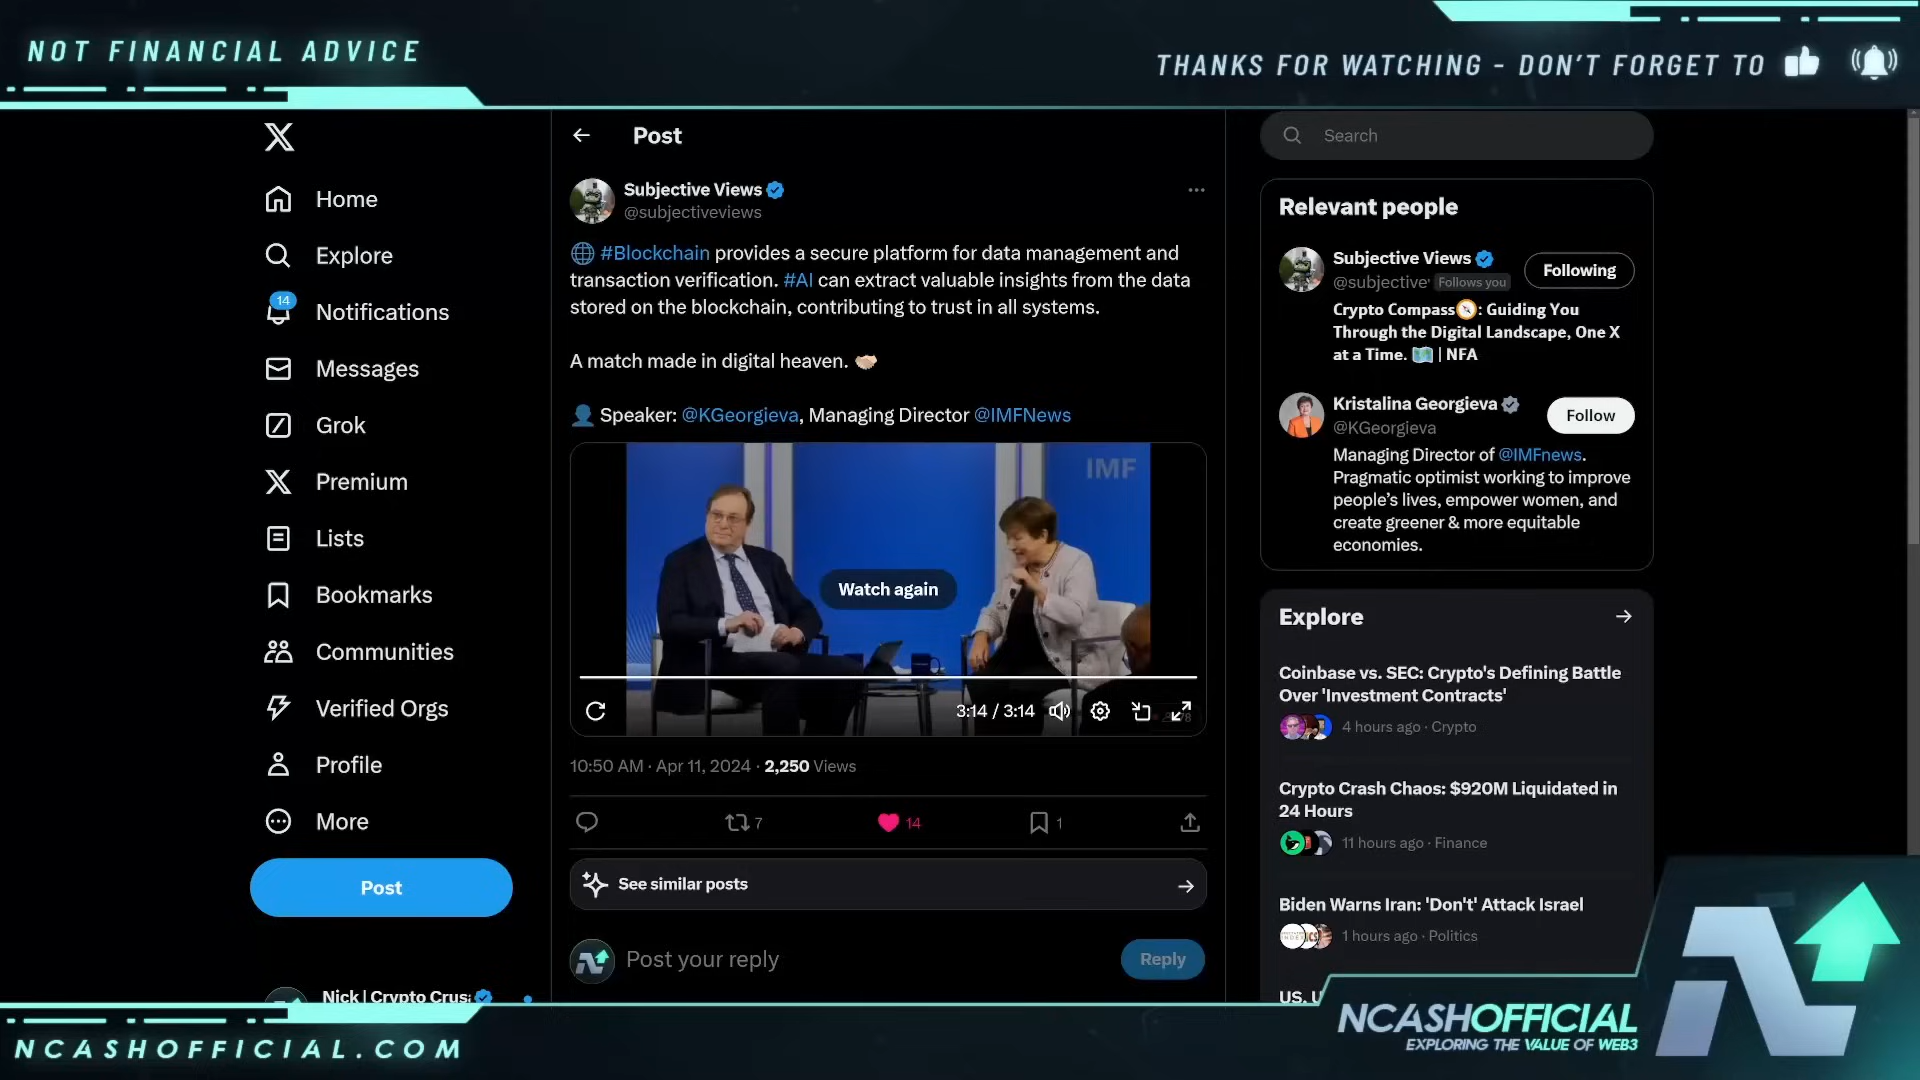 NOT FINANCIAL ADVICE
THANKS FOR WATCHING - DON'T FORGET TO
Home
Explore
14
Notifications
Messages
Grok
Premium
Lists
Bookmarks
Communities
Verified Orgs
Profile
More
Post
Nick | Crypto Crus
Post
Subjective Views
@subjectiveviews
#Blockchain provides a secure platform for data management and
transaction verification. #AI can extract valuable insights from the data
stored on the blockchain, contributing to trust in all systems.
A match made in digital heaven.
Speaker: @KGeorgieva, Managing Director @IMFNews
IMF
Watch again
3:14 / 3:14
10:50 AM · Apr 11, 2024 · 2,250 Views
7
14
1
See similar posts
Post your reply
Reply
Search
Relevant people
Subjective Views
@subjective Follows you
Following
Crypto Compass: Guiding You
Through the Digital Landscape, One X
at a Time. | NFA
Kristalina Georgieva
@KGeorgieva
Follow
Managing Director of @IMFnews.
Pragmatic optimist working to improve
people's lives, empower women, and
create greener & more equitable
economies.
Explore
Coinbase vs. SEC: Crypto's Defining Battle
Over 'Investment Contracts'
4 hours ago · Crypto
Crypto Crash Chaos: $920M Liquidated in
24 Hours
11 hours ago · Finance
Biden Warns Iran: 'Don't' Attack Israel
1 hours ago · Politics
US, U
NCASHOFFICIAL.COM
NCASHOFFICIAL
EXPLORING THE VALUE OF WEB3